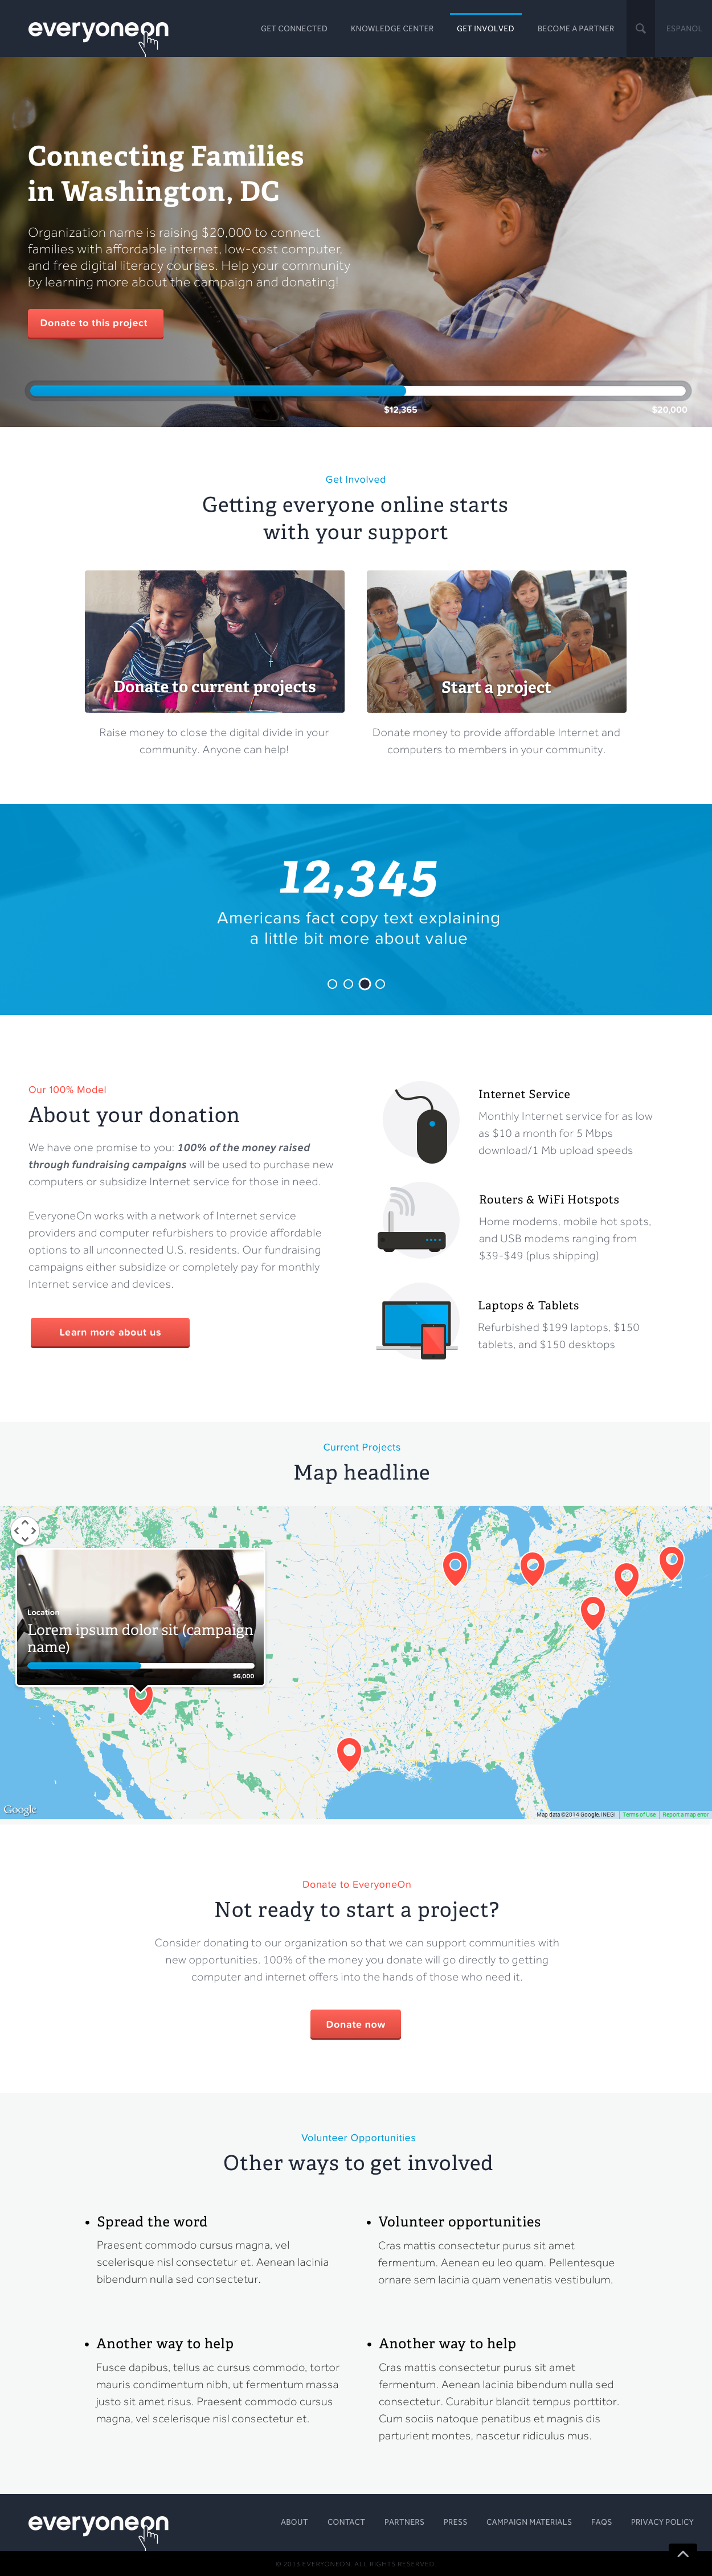 everyoneon
GET CONNECTED
KNOWLEDGE CENTER
GET INVOLVED
BECOME A PARTNER
ESPANOL
Connecting Families
in Washington, DC
Organization name is raising $20,000 to connect
families with affordable internet, low-cost computer,
and free digital literacy courses. Help your community
by learning more about the campaign and donating!
Donate to this project
$12,365
$20,000
Get Involved
Getting everyone online starts
with your support
Donate to current projects
Raise money to close the digital divide in your
community. Anyone can help!
Start a project
Donate money to provide affordable Internet and
computers to members in your community.
12,345
Americans fact copy text explaining
a little bit more about value
Our 100% Model
About your donation
We have one promise to you: 100% of the money raised
through fundraising campaigns will be used to purchase new
computers or subsidize Internet service for those in need.
EveryoneOn works with a network of Internet service
providers and computer refurbishers to provide affordable
options to all unconnected U.S. residents. Our fundraising
campaigns either subsidize or completely pay for monthly
Internet service and devices.
Learn more about us
Internet Service
Monthly Internet service for as low
as $10 a month for 5 Mbps
download/1 Mb upload speeds
Routers & WiFi Hotspots
Home modems, mobile hot spots,
and USB modems ranging from
$39-$49 (plus shipping)
Laptops & Tablets
Refurbished $199 laptops, $150
tablets, and $150 desktops
Current Projects
Map headline
Location
Lorem ipsum dolor sit (campaign
name)
$6,000
Google
Map data ©2014 Google, INEGI
Terms of Use
Report a map error
Donate to EveryoneOn
Not ready to start a project?
Consider donating to our organization so that we can support communities with
new opportunities. 100% of the money you donate will go directly to getting
computer and internet offers into the hands of those who need it.
Donate now
Volunteer Opportunities
Other ways to get involved
• Spread the word
Praesent commodo cursus magna, vel
scelerisque nisl consectetur et. Aenean lacinia
bibendum nulla sed consectetur.
• Volunteer opportunities
Cras mattis consectetur purus sit amet
fermentum. Aenean eu leo quam. Pellentesque
ornare sem lacinia quam venenatis vestibulum.
• Another way to help
Fusce dapibus, tellus ac cursus commodo, tortor
mauris condimentum nibh, ut fermentum massa
justo sit amet risus. Praesent commodo cursus
magna, vel scelerisque nisl consectetur et.
• Another way to help
Cras mattis consectetur purus sit amet
fermentum. Aenean lacinia bibendum nulla sed
consectetur. Curabitur blandit tempus porttitor.
Cum sociis natoque penatibus et magnis dis
parturient montes, nascetur ridiculus mus.
everyoneon
ABOUT
CONTACT
PARTNERS
PRESS
CAMPAIGN MATERIALS
FAQS
PRIVACY POLICY
© 2013 EVERYONEON. ALL RIGHTS RESERVED.